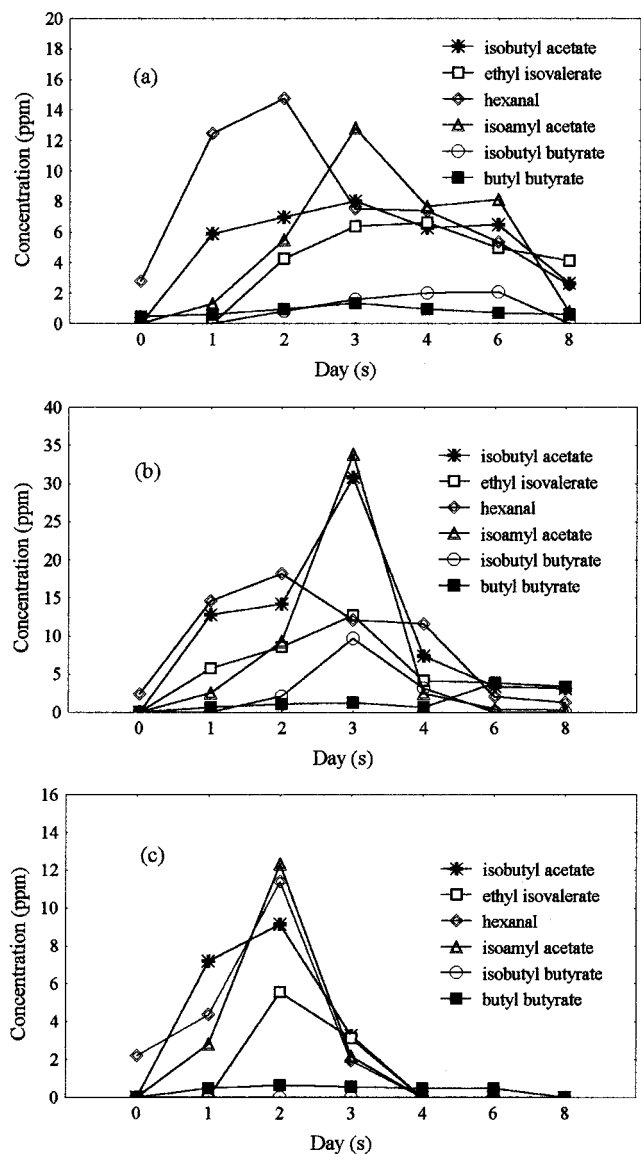 20
18
16
14
12
10
8
6
4
2
0
Concentration (ppm)
(a)
isobutyl acetate
ethyl isovalerate
hexanal
isoamyl acetate
isobutyl butyrate
butyl butyrate
0 1 2 3 4 6 8
Day (s)
40
35
30
25
20
15
10
5
0
Concentration (ppm)
(b)
isobutyl acetate
ethyl isovalerate
hexanal
isoamyl acetate
isobutyl butyrate
butyl butyrate
0 1 2 3 4 6 8
Day (s)
16
14
12
10
8
6
4
2
0
Concentration (ppm)
(c)
isobutyl acetate
ethyl isovalerate
hexanal
isoamyl acetate
isobutyl butyrate
butyl butyrate
0 1 2 3 4 6 8
Day (s)